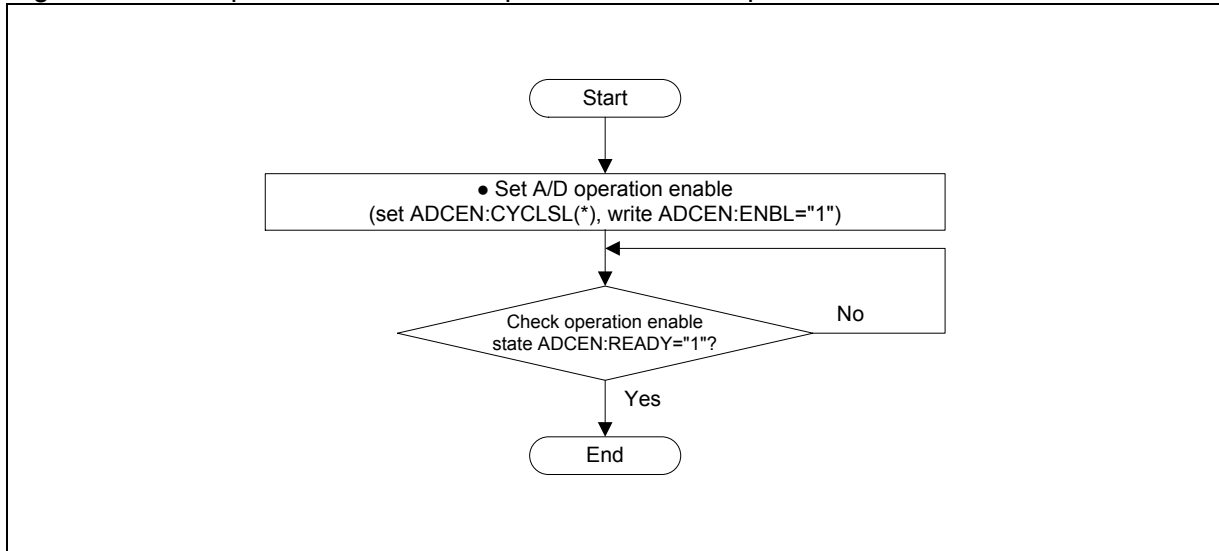 Start
● Set A/D operation enable
(set ADCEN:CYCLSL(*), write ADCEN:ENBL="1")
Check operation enable
state ADCEN:READY="1"?
No
Yes
End